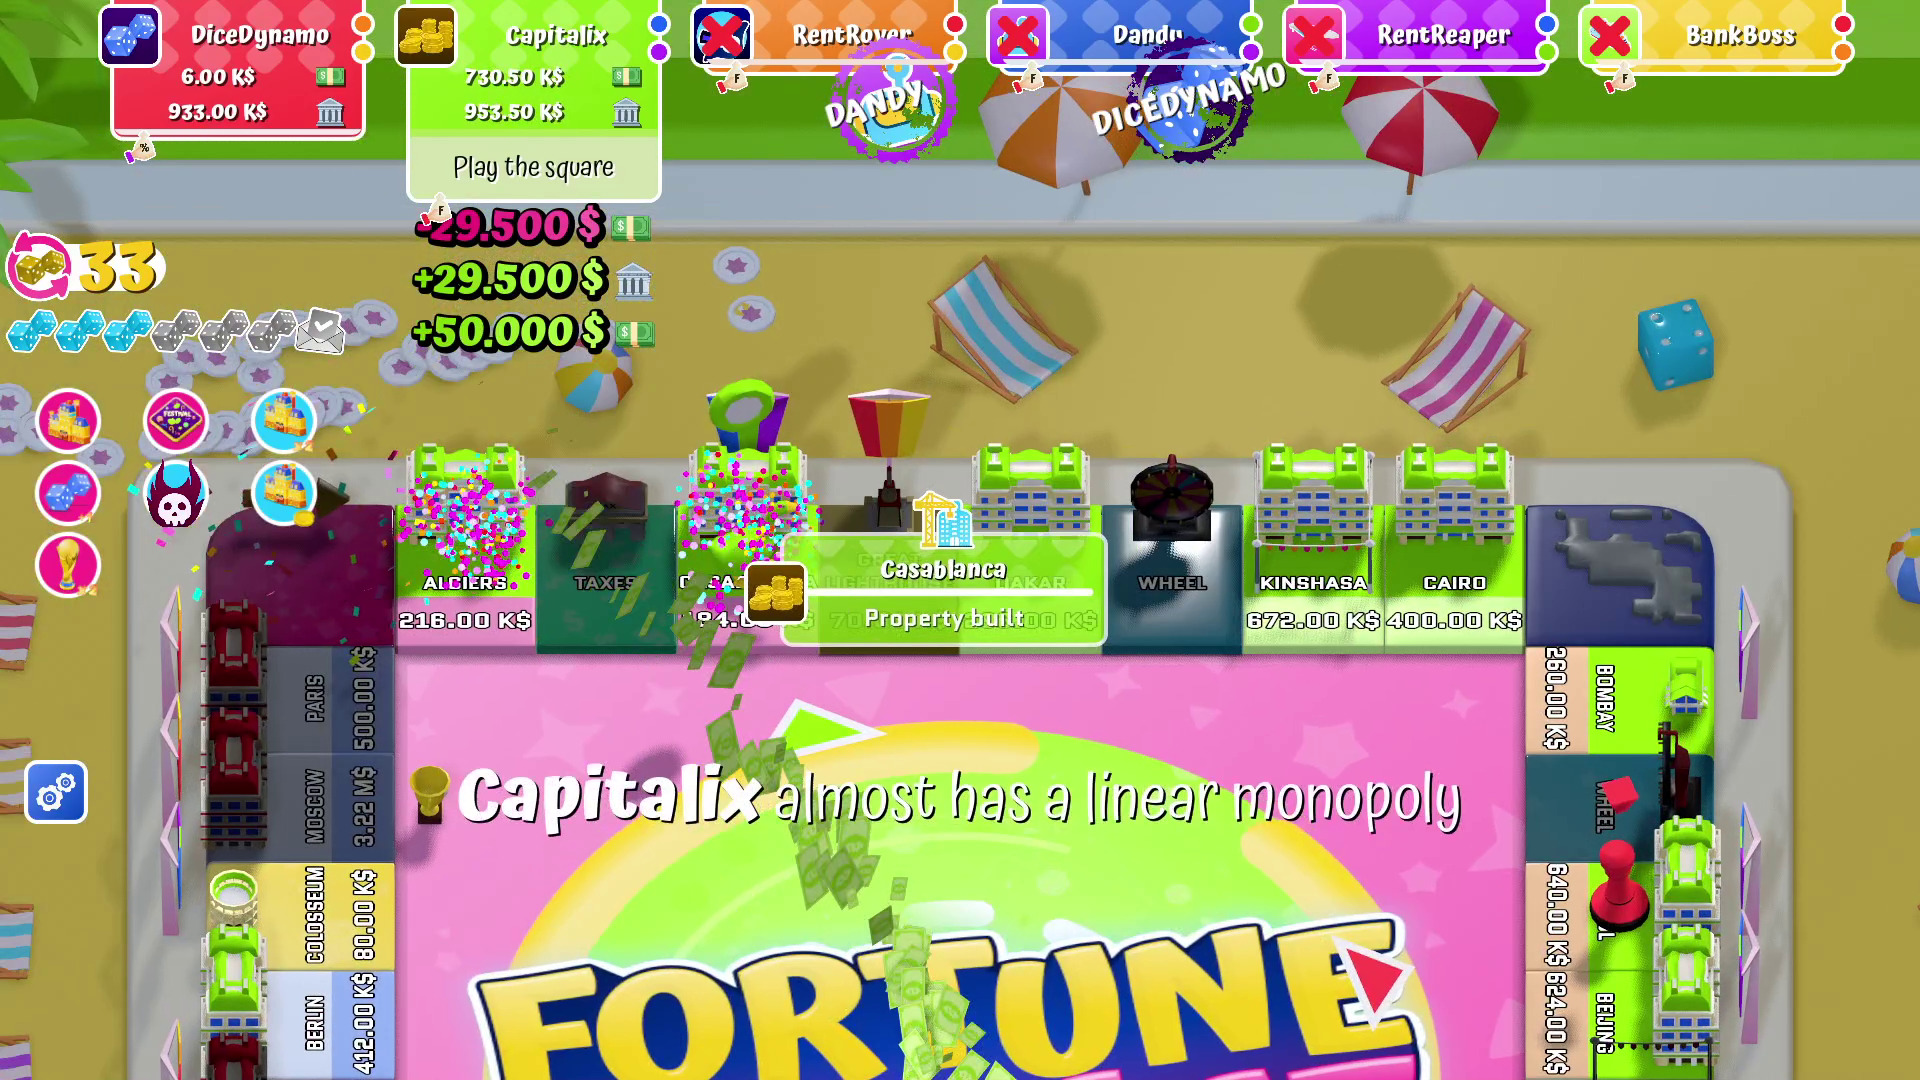 DiceDynamo
6.00 K$
933.00 K$
%
Capitalix
730.50 K$
953.50 K$
Play the square
F
RentRover
F
Dandy
F
RentReaper
F
BankBoss
F
DANDY
DICEDYNAMO
-29.500 $
+29.500 $
+50.000 $
33
FESTIVAL
ALGIERS
216.00 K$
TAXES
Casablanca
Property built
DAKAR
WHEEL
KINSHASA
672.00 K$
CAIRO
400.00 K$
PARIS
500.00 K$
MOSCOW
3.22 M$
COLOSSEUM
80.00 K$
BERLIN
412.00 K$
BOMBAY
260.00 K$
WHEEL
640.00 K$
BEIJING
624.00 K$
Capitalix almost has a linear monopoly
FORTUNE